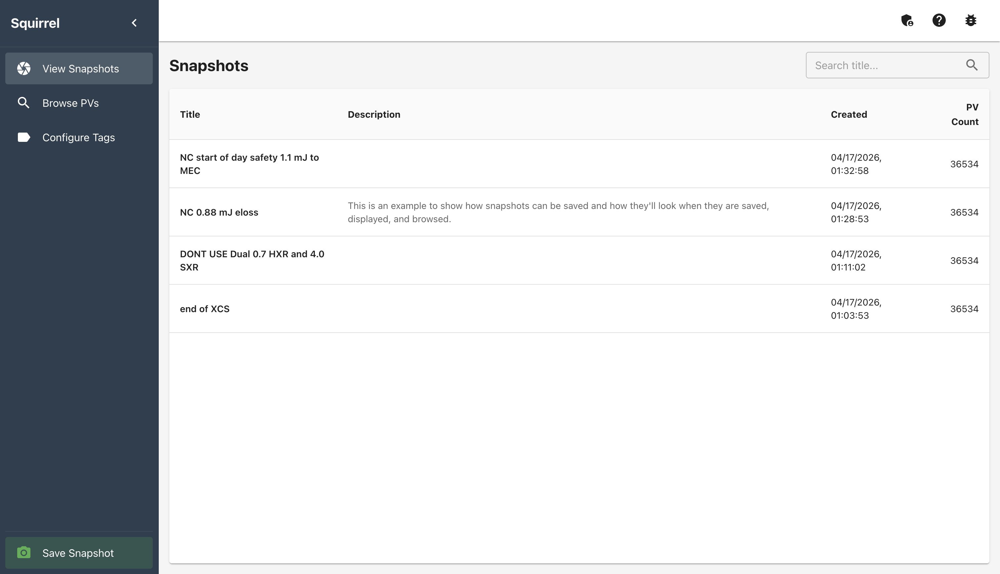 Squirrel
View Snapshots
Browse PVs
Configure Tags
Save Snapshot
Snapshots
Search title...
Title
Description
Created
PV
Count
NC start of day safety 1.1 mJ to
MEC
04/17/2026,
01:32:58
36534
NC 0.88 mJ eloss
This is an example to show how snapshots can be saved and how they'll look when they are saved,
displayed, and browsed.
04/17/2026,
01:28:53
36534
DONT USE Dual 0.7 HXR and 4.0
SXR
04/17/2026,
01:11:02
36534
end of XCS
04/17/2026,
01:03:53
36534